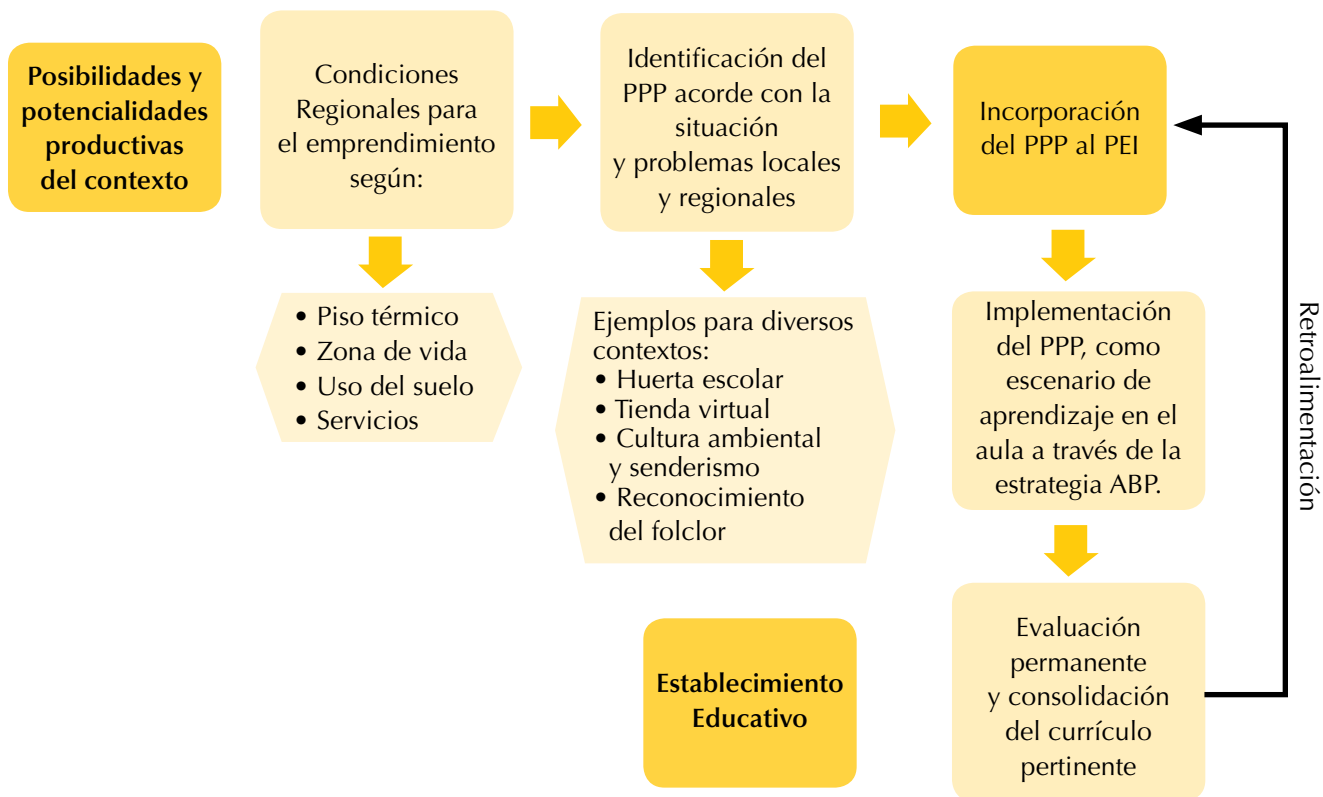 Posibilidades y
potencialidades
productivas
del contexto
Condiciones
Regionales para
el emprendimiento
según:
• Piso térmico
• Zona de vida
• Uso del suelo
• Servicios
Identificación del
PPP acorde con la
situación
y problemas locales
y regionales
Ejemplos para diversos
contextos:
• Huerta escolar
• Tienda virtual
• Cultura ambiental
y senderismo
• Reconocimiento
del folclor
Incorporación
del PPP al PEI
Implementación
del PPP, como
escenario de
aprendizaje en el
aula a través de la
estrategia ABP.
Evaluación
permanente
y consolidación
del currículo
pertinente
Retroalimentación
Establecimiento
Educativo